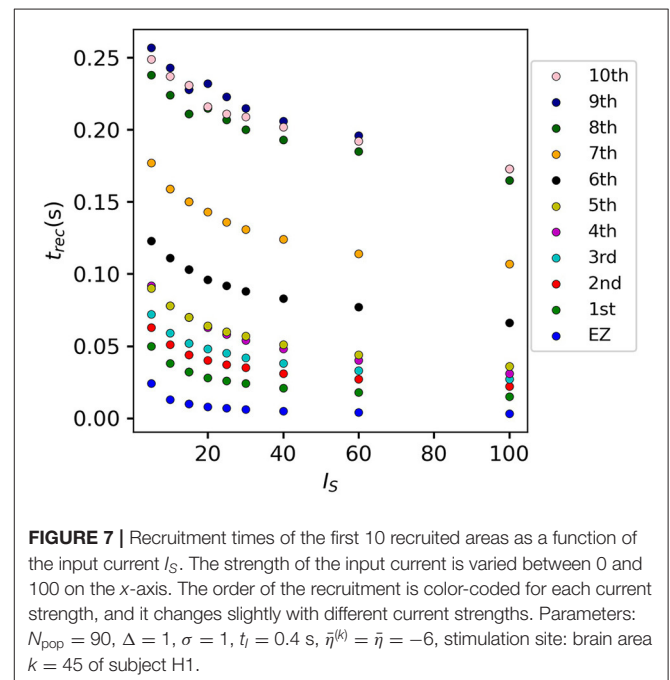 0.25
0.20
0.15
0.10
0.05
0.00
t_rec(s)
20
40
60
80
100
I_S
10th
9th
8th
7th
6th
5th
4th
3rd
2nd
1st
EZ
FIGURE 7 | Recruitment times of the first 10 recruited areas as a function of
the input current I_S. The strength of the input current is varied between 0 and
100 on the x-axis. The order of the recruitment is color-coded for each current
strength, and it changes slightly with different current strengths. Parameters:
N_pop = 90, Δ = 1, σ = 1, t_I = 0.4 s, η̄^(k) = η̄ = −6, stimulation site: brain area
k = 45 of subject H1.